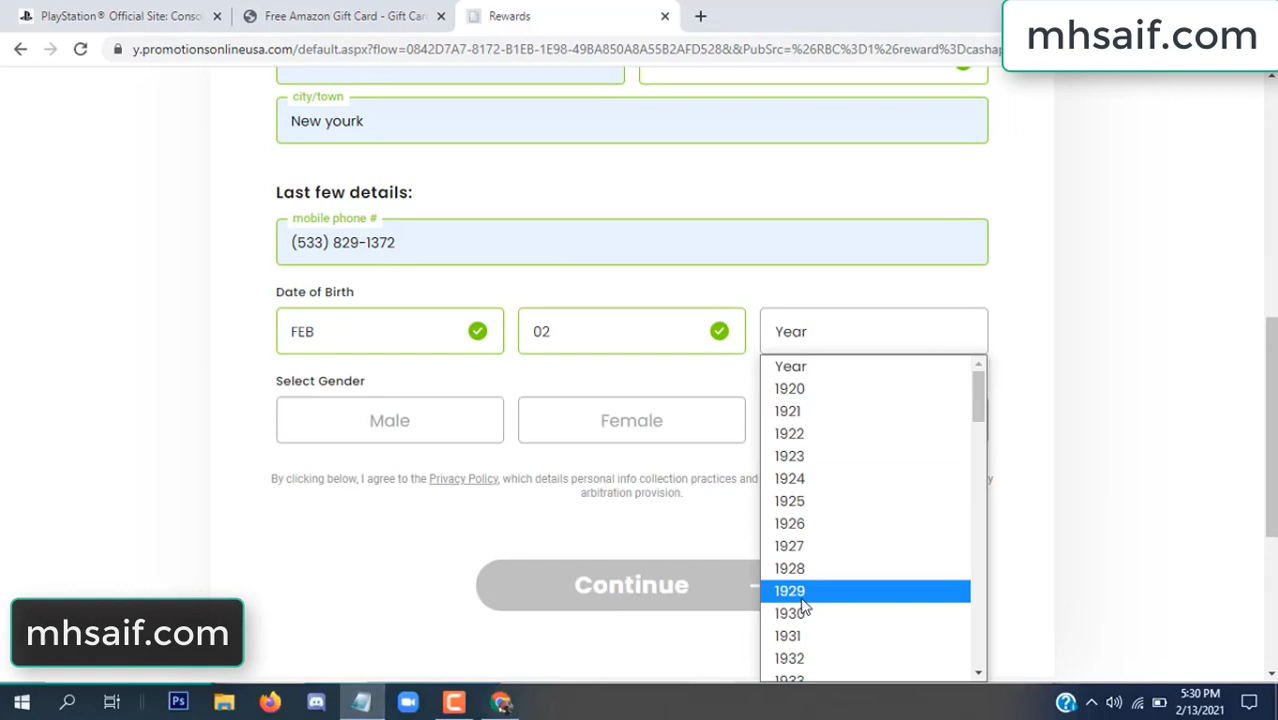 PlayStation® Official Site: Conso
Free Amazon Gift Card - Gift Car
Rewards
mhsaif.com
y.promotionsonlineusa.com/default.aspx?flow=0842D7A7-8172-B1EB-1E98-49BA850A8A55B2AFD528&&PubSrc=%26RBC%3D1%26reward%3Dcashap
city/town
New yourk
Last few details:
mobile phone #
(533) 829-1372
Date of Birth
FEB
02
Year
Year
1920
1921
1922
1923
1924
1925
1926
1927
1928
1929
1930
1931
1932
1933
Select Gender
Male
Female
By clicking below, I agree to the Privacy Policy, which details personal info collection practices and
arbitration provision.
Continue
mhsaif.com
Ps
5:30 PM
2/13/2021